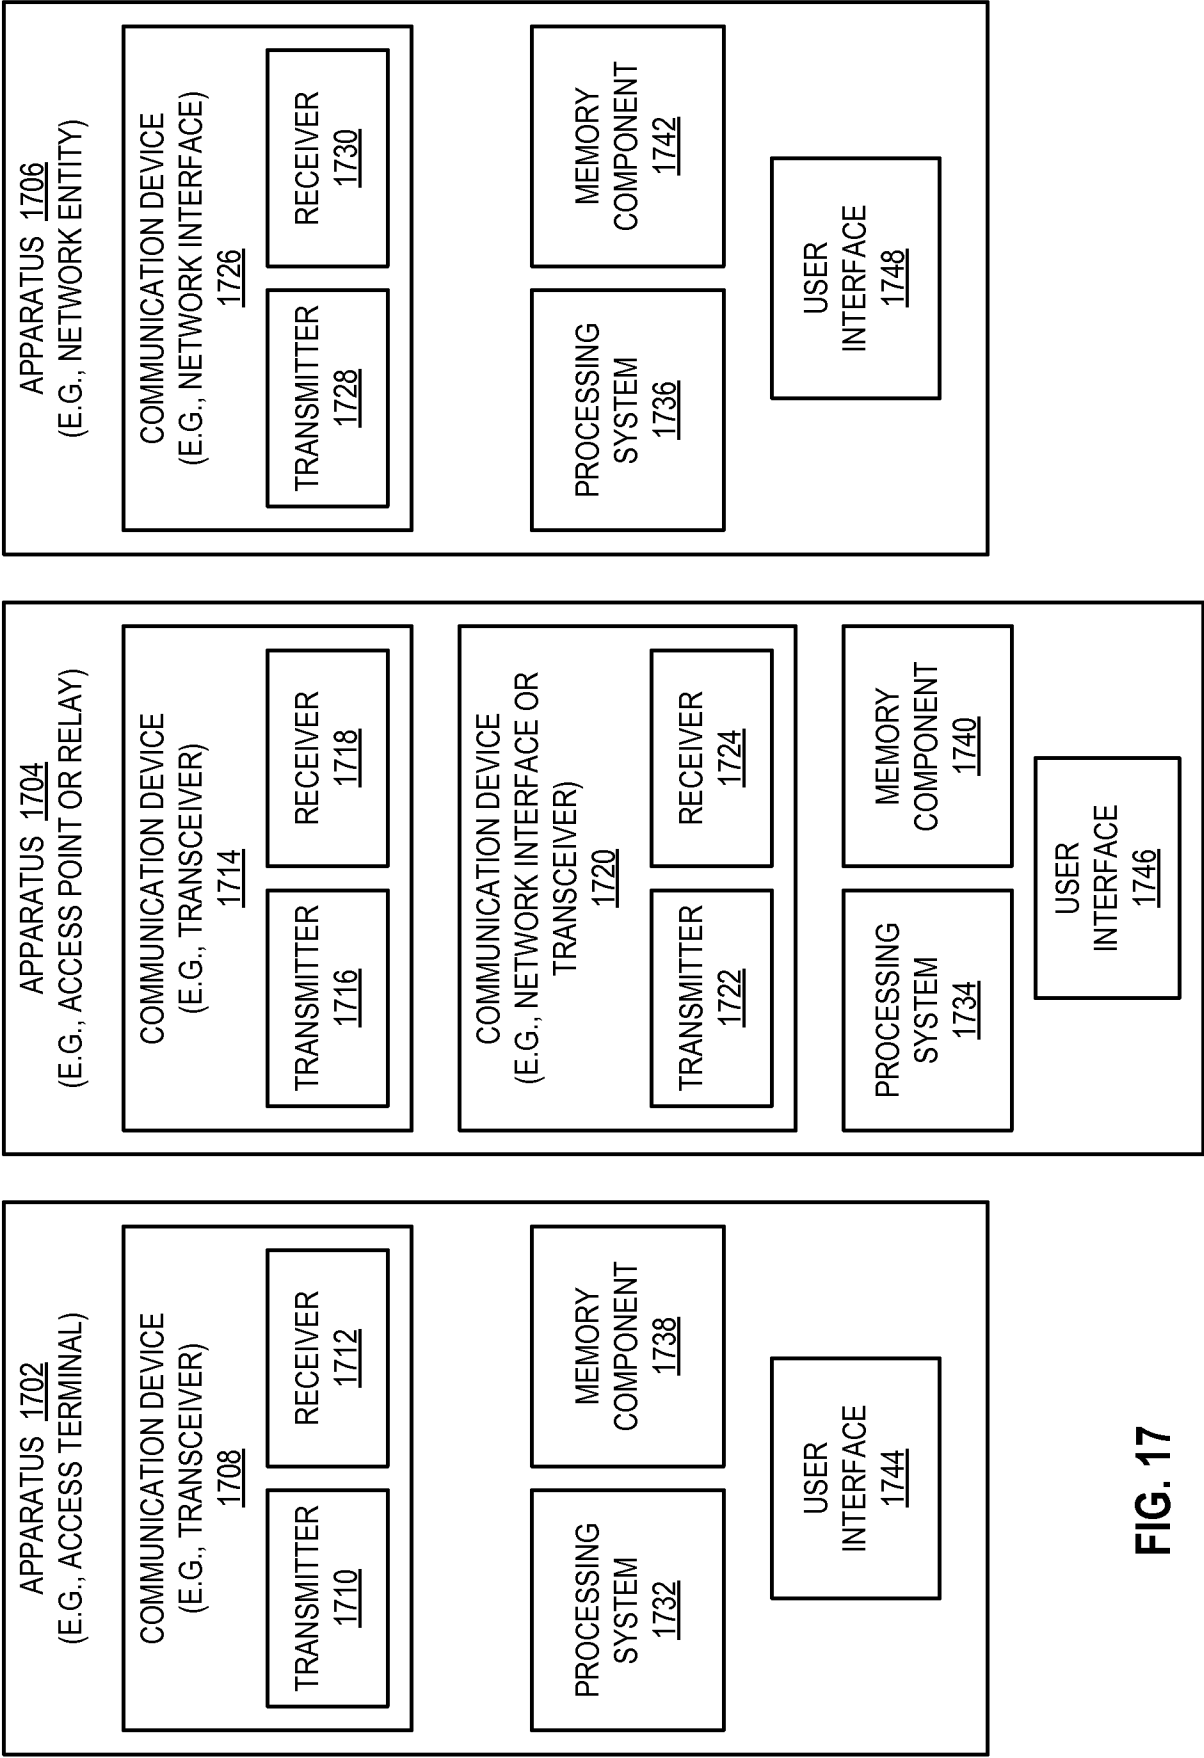 APPARATUS 1702
(E.G., ACCESS TERMINAL)
COMMUNICATION DEVICE
(E.G., TRANSCEIVER)
1708
TRANSMITTER
1710
RECEIVER
1712
PROCESSING
SYSTEM
1732
MEMORY
COMPONENT
1738
USER
INTERFACE
1744
APPARATUS 1704
(E.G., ACCESS POINT OR RELAY)
COMMUNICATION DEVICE
(E.G., TRANSCEIVER)
1714
TRANSMITTER
1716
RECEIVER
1718
COMMUNICATION DEVICE
(E.G., NETWORK INTERFACE OR
TRANSCEIVER)
1720
TRANSMITTER
1722
RECEIVER
1724
PROCESSING
SYSTEM
1734
MEMORY
COMPONENT
1740
USER
INTERFACE
1746
APPARATUS 1706
(E.G., NETWORK ENTITY)
COMMUNICATION DEVICE
(E.G., NETWORK INTERFACE)
1726
TRANSMITTER
1728
RECEIVER
1730
PROCESSING
SYSTEM
1736
MEMORY
COMPONENT
1742
USER
INTERFACE
1748
FIG. 17